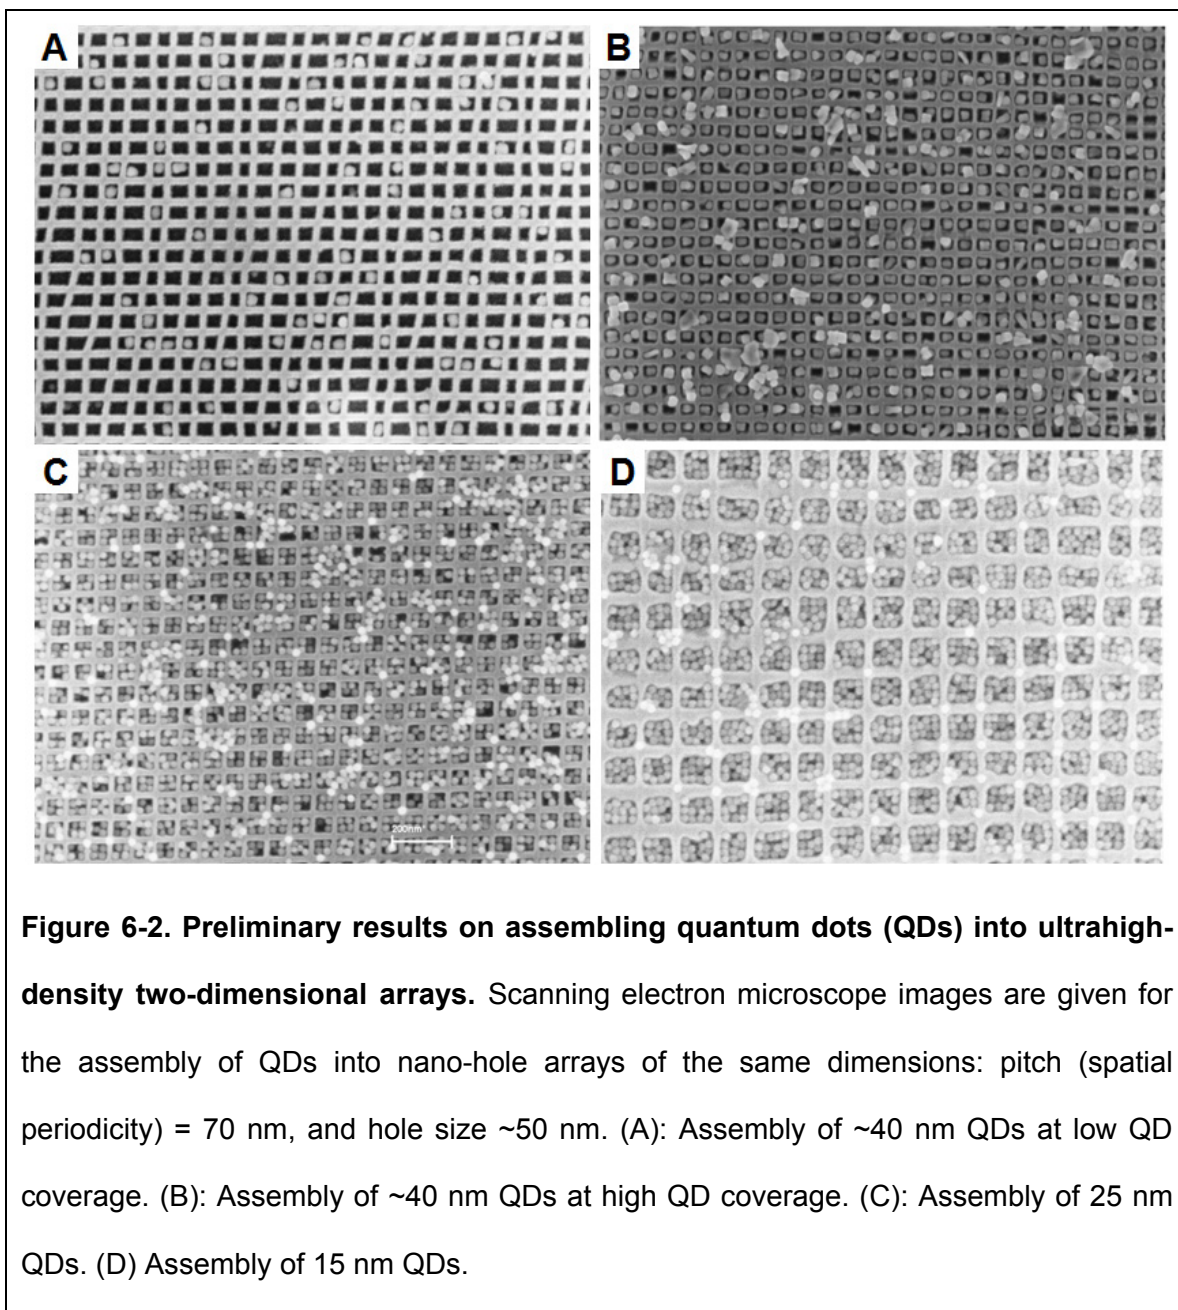 A
B
C
D
200nm
Figure 6-2. Preliminary results on assembling quantum dots (QDs) into ultrahigh-
density two-dimensional arrays. Scanning electron microscope images are given for
the assembly of QDs into nano-hole arrays of the same dimensions: pitch (spatial
periodicity) = 70 nm, and hole size ~50 nm. (A): Assembly of ~40 nm QDs at low QD
coverage. (B): Assembly of ~40 nm QDs at high QD coverage. (C): Assembly of 25 nm
QDs. (D) Assembly of 15 nm QDs.